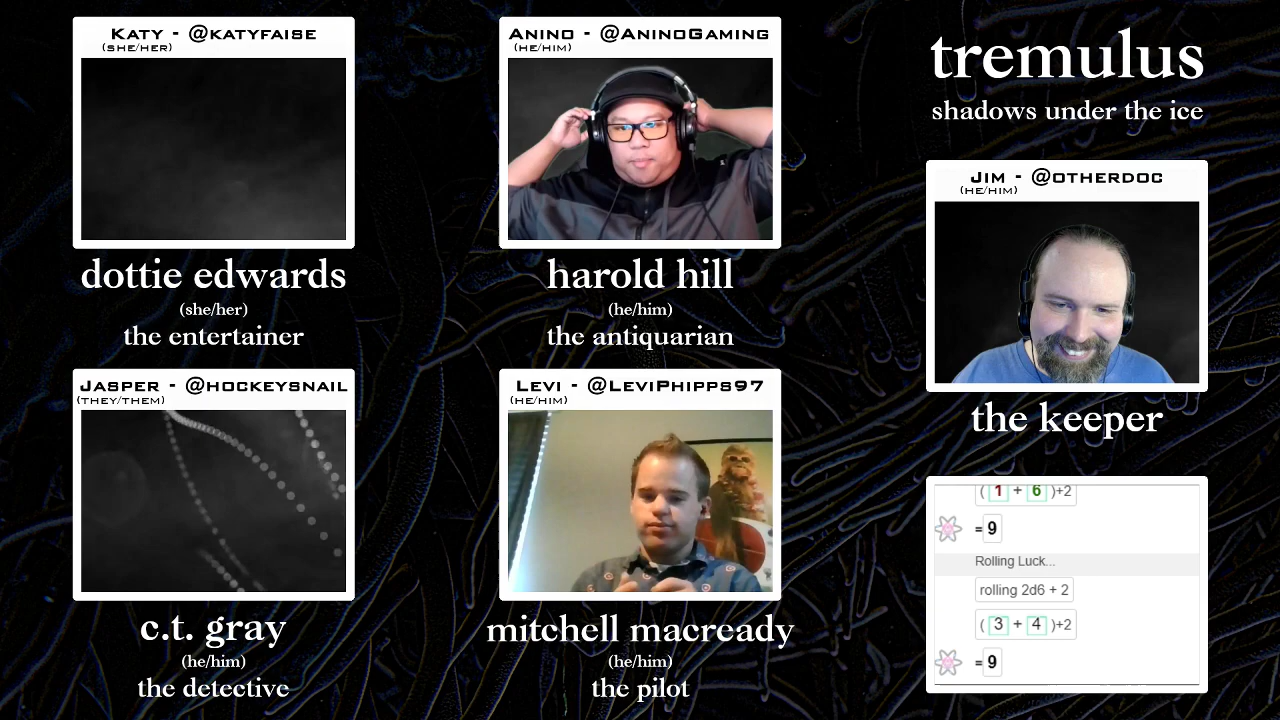 Katy - @katyfaise
(she/her)
dottie edwards
(she/her)
the entertainer
Anino - @AninoGaming
(he/him)
harold hill
(he/him)
the antiquarian
tremulus
shadows under the ice
Jim - @otherdoc
(he/him)
the keeper
Jasper - @hockeysnail
(they/them)
c.t. gray
(he/him)
the detective
Levi - @LeviPhipps97
(he/him)
mitchell macready
(he/him)
the pilot
( 1 + 6 )+2
=9
Rolling Luck...
rolling 2d6 + 2
( 3 + 4 )+2
=9